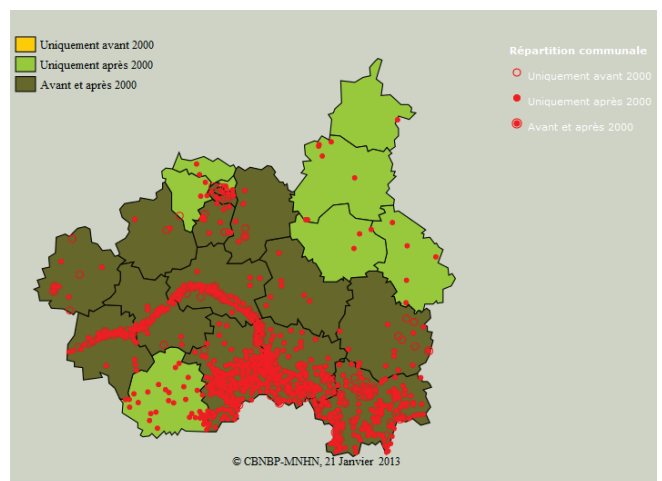 Uniquement avant 2000
Uniquement après 2000
Avant et après 2000
Répartition communale
Uniquement avant 2000
Uniquement après 2000
Avant et après 2000
© CBNBP-MNHN, 21 Janvier 2013